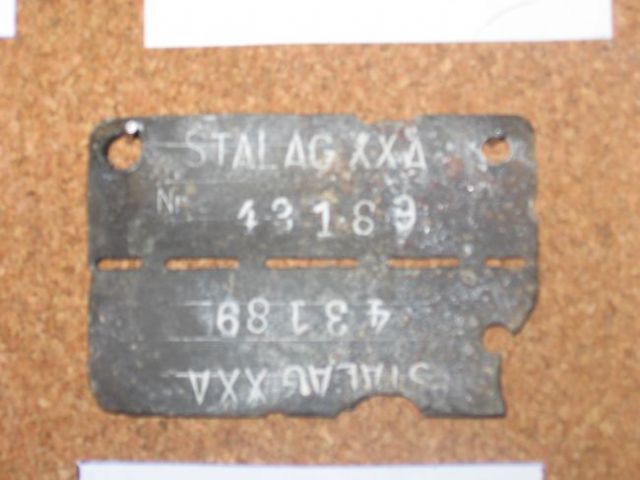 STALAG XXA
Nr. 43189
43189
STALAG XXA